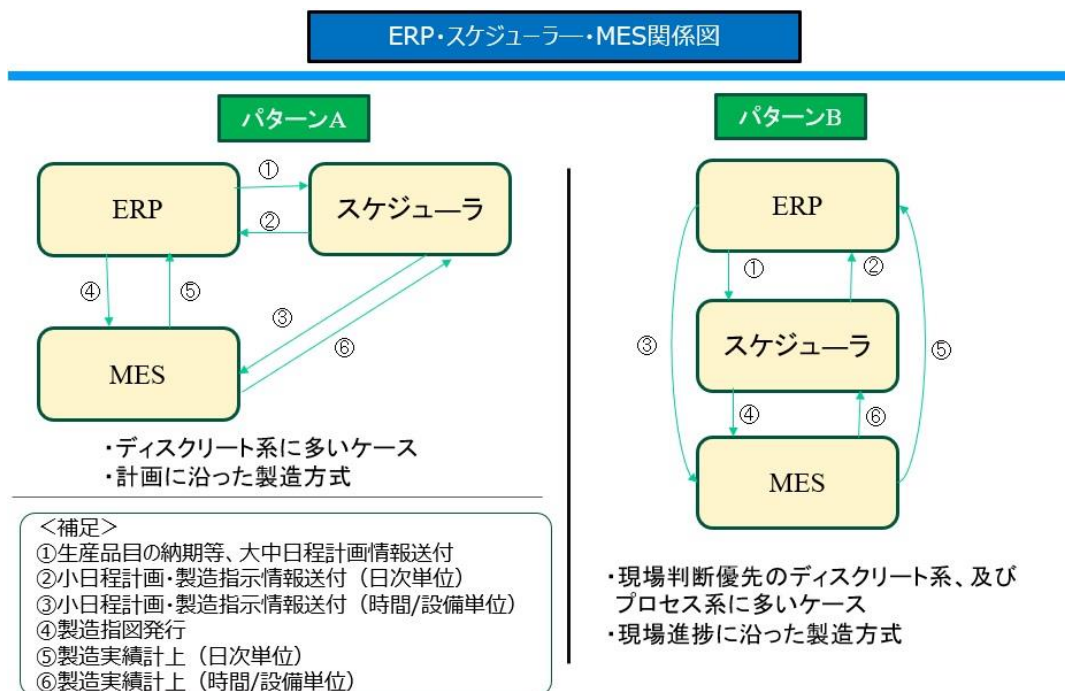 ERP・スケジューラー・MES関係図
パターンA
パターンB
①
ERP
スケジューラ
②
④
⑤
③
⑥
MES
・ディスクリート系に多いケース
・計画に沿った製造方式
<補足>
①生産品目の納期等、大中日程計画情報送付
②小日程計画・製造指示情報送付（日次単位）
③小日程計画・製造指示情報送付（時間/設備単位）
④製造指図発行
⑤製造実績計上（日次単位）
⑥製造実績計上（時間/設備単位）
ERP
①
②
③
スケジューラ
⑤
④
⑥
MES
・現場判断優先のディスクリート系、及び
プロセス系に多いケース
・現場進捗に沿った製造方式